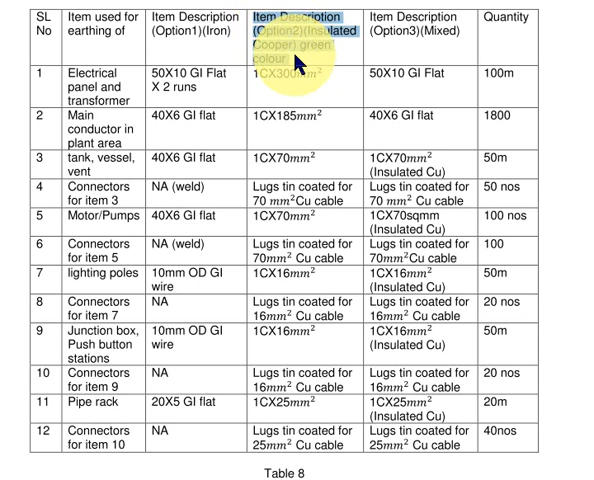 SL No | Item used for earthing of | Item Description (Option1)(Iron) | Item Description (Option2)(Insulated Cooper) green colour | Item Description (Option3)(Mixed) | Quantity
1 | Electrical panel and transformer | 50X10 GI Flat X 2 runs | 1CX300mm² | 50X10 GI Flat | 100m
2 | Main conductor in plant area | 40X6 GI flat | 1CX185mm² | 40X6 GI flat | 1800
3 | tank, vessel, vent | 40X6 GI flat | 1CX70mm² | 1CX70mm² (Insulated Cu) | 50m
4 | Connectors for item 3 | NA (weld) | Lugs tin coated for 70 mm²Cu cable | Lugs tin coated for 70 mm² Cu cable | 50 nos
5 | Motor/Pumps | 40X6 GI flat | 1CX70mm² | 1CX70sqmm (Insulated Cu) | 100 nos
6 | Connectors for item 5 | NA (weld) | Lugs tin coated for 70mm² Cu cable | Lugs tin coated for 70mm²Cu cable | 100
7 | lighting poles | 10mm OD GI wire | 1CX16mm² | 1CX16mm² (Insulated Cu) | 50m
8 | Connectors for item 7 | NA | Lugs tin coated for 16mm² Cu cable | Lugs tin coated for 16mm² Cu cable | 20 nos
9 | Junction box, Push button stations | 10mm OD GI wire | 1CX16mm² | 1CX16mm² (Insulated Cu) | 50m
10 | Connectors for item 9 | NA | Lugs tin coated for 16mm² Cu cable | Lugs tin coated for 16mm² Cu cable | 20 nos
11 | Pipe rack | 20X5 GI flat | 1CX25mm² | 1CX25mm² (Insulated Cu) | 20m
12 | Connectors for item 10 | NA | Lugs tin coated for 25mm² Cu cable | Lugs tin coated for 25mm² Cu cable | 40nos
Table 8